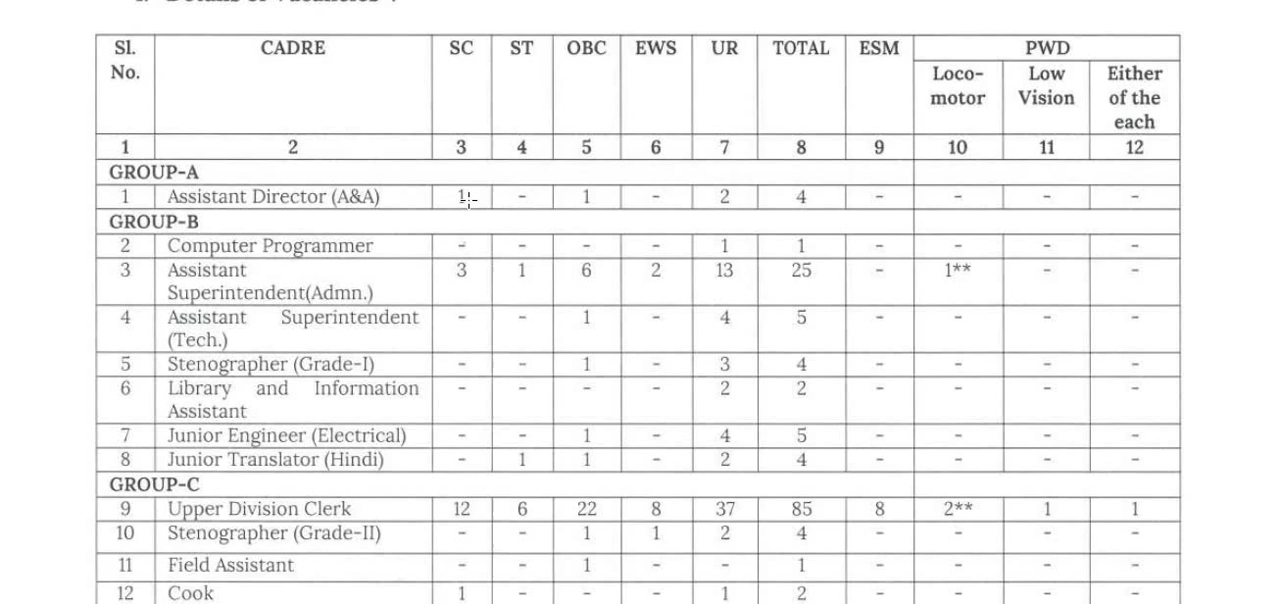 Sl. No. CADRE SC ST OBC EWS UR TOTAL ESM PWD
Loco-motor Low Vision Either of the each
1 2 3 4 5 6 7 8 9 10 11 12
GROUP-A
1 Assistant Director (A&A) 1 - 1 - 2 4 - - - -
GROUP-B
2 Computer Programmer - - - - 1 1 - - - -
3 Assistant Superintendent(Admn.) 3 1 6 2 13 25 - 1** - -
4 Assistant Superintendent (Tech.) - - 1 - 4 5 - - - -
5 Stenographer (Grade-I) - - 1 - 3 4 - - - -
6 Library and Information Assistant - - - - 2 2 - - - -
7 Junior Engineer (Electrical) - - 1 - 4 5 - - - -
8 Junior Translator (Hindi) - 1 1 - 2 4 - - - -
GROUP-C
9 Upper Division Clerk 12 6 22 8 37 85 8 2** 1 1
10 Stenographer (Grade-II) - - 1 1 2 4 - - - -
11 Field Assistant - - 1 - - 1 - - - -
12 Cook 1 - - - 1 2 - - - -